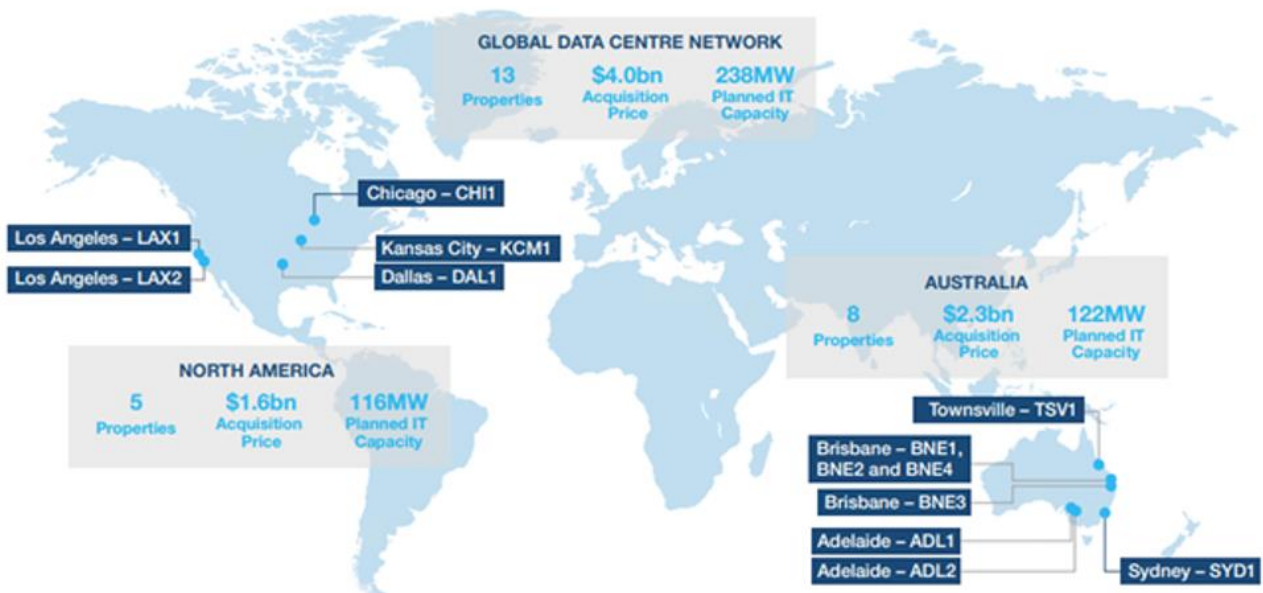 GLOBAL DATA CENTRE NETWORK
13
Properties
$4.0bn
Acquisition
Price
238MW
Planned IT
Capacity
Chicago – CHI1
Los Angeles – LAX1
Kansas City – KCM1
Los Angeles – LAX2
Dallas – DAL1
AUSTRALIA
8
Properties
$2.3bn
Acquisition
Price
122MW
Planned IT
Capacity
NORTH AMERICA
5
Properties
$1.6bn
Acquisition
Price
116MW
Planned IT
Capacity
Townsville – TSV1
Brisbane – BNE1,
BNE2 and BNE4
Brisbane – BNE3
Adelaide – ADL1
Adelaide – ADL2
Sydney – SYD1